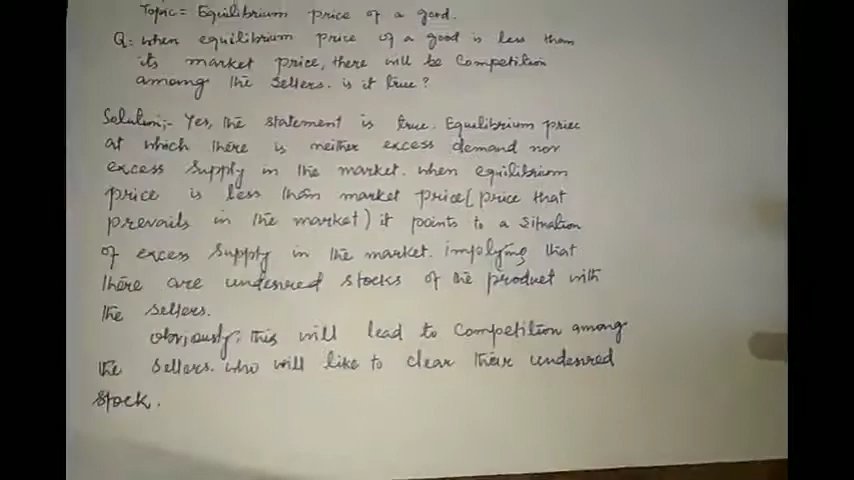 Topic = Equilibrium price of a good.
Q: when equilibrium price of a good is less than
its market price, there will be Competition
among the Sellers. is it true?
Solution:- Yes, the statement is true. Equilibrium price
at which there is neither excess demand nor
excess supply in the market. when equilibrium
price is less than market price (price that
prevails in the market) it points to a situation
of excess supply in the market. implying that
there are undesired stocks of the product with
the sellers.
obviously, this will lead to Competition among
the sellers. who will like to clear their undesired
stock.